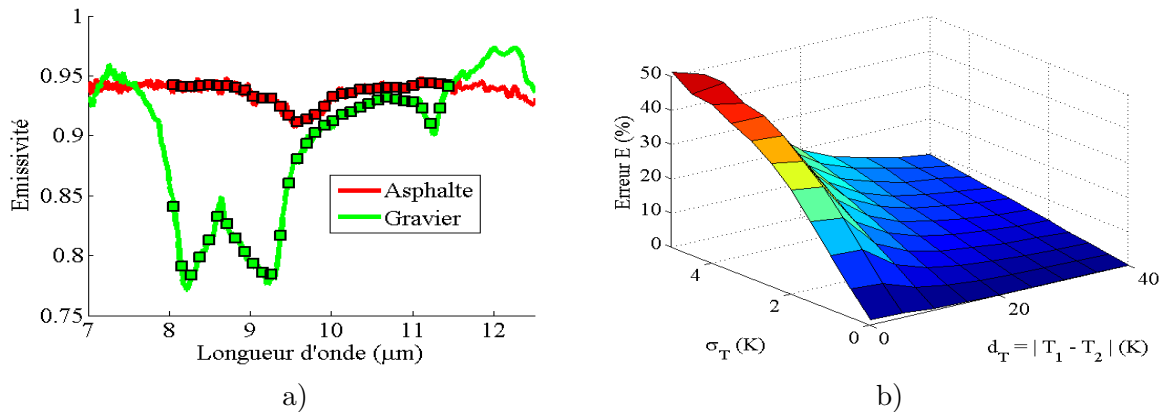 1
0.95
0.9
0.85
0.8
0.75
Emissivité
7
8
9
10
11
12
Longueur d'onde (μm)
Asphalte
Gravier
a)
50
40
30
20
10
0
Erreur E (%)
4
2
0
σT (K)
0
20
40
dT = | T1 - T2 | (K)
b)